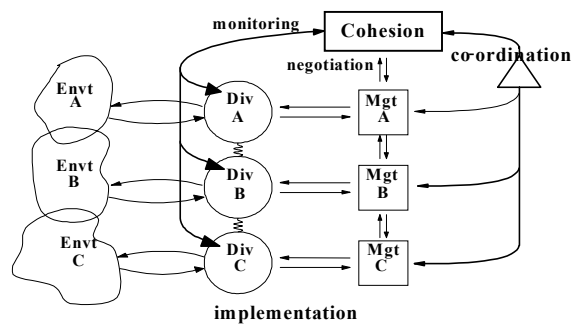 monitoring
Cohesion
co-ordination
negotiation
Envt
A
Div
A
Mgt
A
Envt
B
Div
B
Mgt
B
Envt
C
Div
C
Mgt
C
implementation